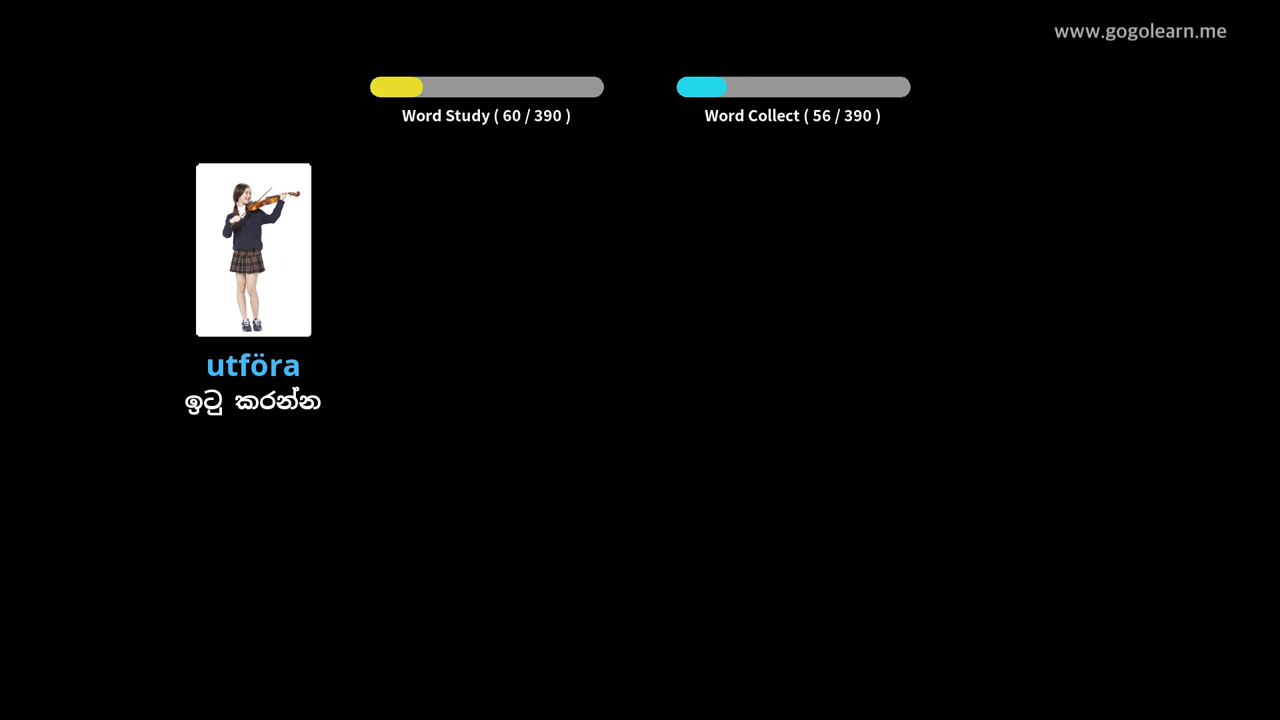 www.gogolearn.me
Word Study ( 60 / 390 )
Word Collect ( 56 / 390 )
utföra
ඉටු කරන්න